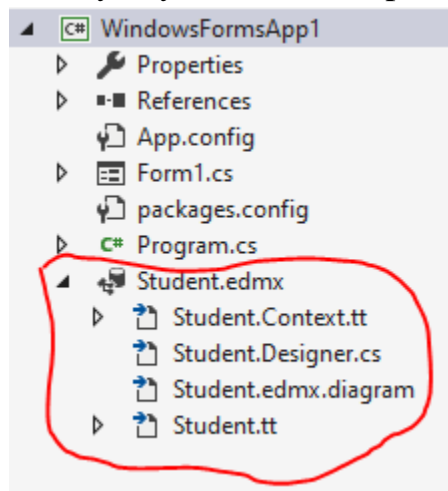 C# WindowsFormsApp1
Properties
References
App.config
Form1.cs
packages.config
C# Program.cs
Student.edmx
Student.Context.tt
Student.Designer.cs
Student.edmx.diagram
Student.tt